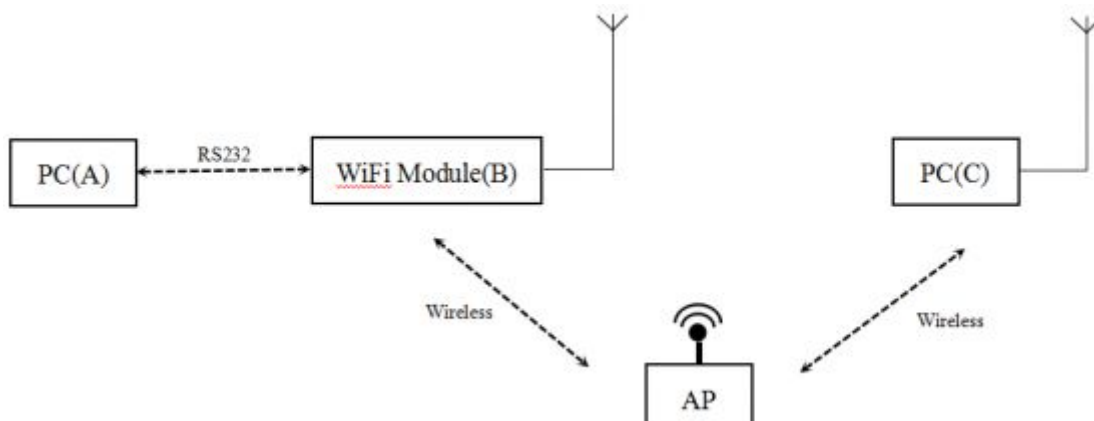 RS232
PC(A)
WiFi Module(B)
PC(C)
Wireless
Wireless
AP